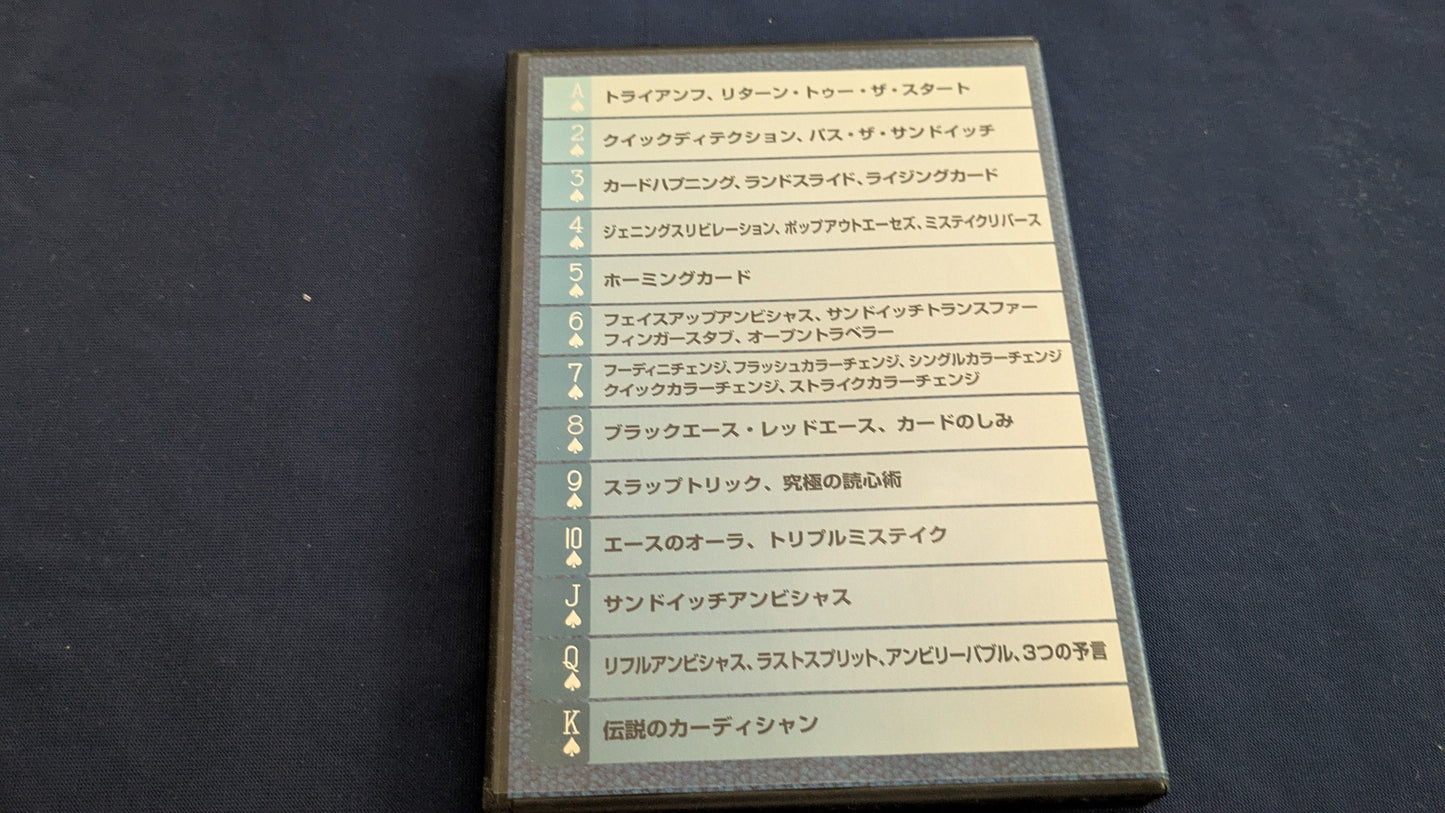 A♠ トライアンフ、リターン・トゥー・ザ・スタート
2♠ クイックディテクション、パス・ザ・サンドイッチ
3♠ カードハプニング、ランドスライド、ライジングカード
4♠ ジェニングスリビレーション、ポップアウトエーセズ、ミステイクリバース
5♠ ホーミングカード
6♠ フェイスアップアンビシャス、サンドイッチトランスファー
フィンガースタブ、オープントラベラー
7♠ フーディニチェンジ、フラッシュカラーチェンジ、シングルカラーチェンジ
クイックカラーチェンジ、ストライクカラーチェンジ
8♠ ブラックエース・レッドエース、カードのしみ
9♠ スラップトリック、究極の読心術
10♠ エースのオーラ、トリプルミステイク
J♠ サンドイッチアンビシャス
Q♠ リフルアンビシャス、ラストスプリット、アンビリーバブル、3つの予言
K♠ 伝説のカーディシャン